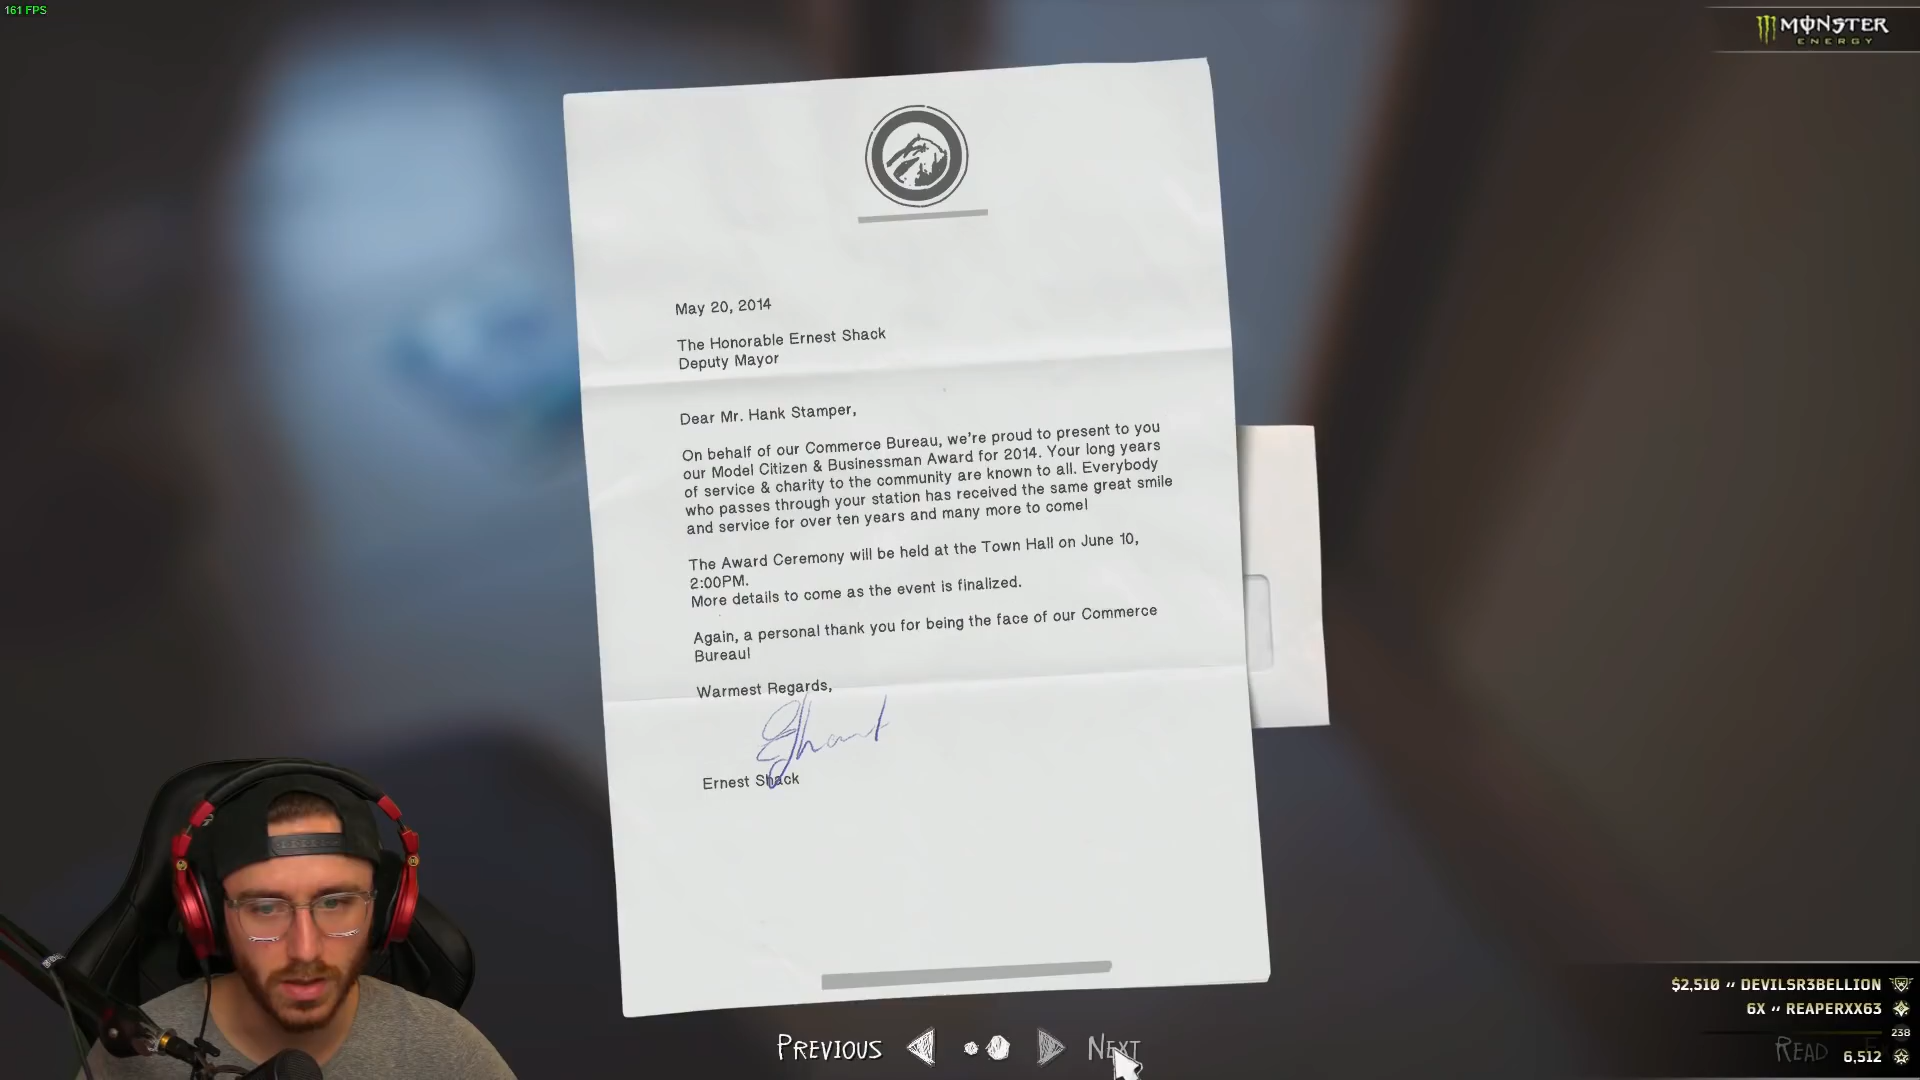 161 FPS
MONSTER
ENERGY
May 20, 2014
The Honorable Ernest Shack
Deputy Mayor
Dear Mr. Hank Stamper,
On behalf of our Commerce Bureau, we're proud to present to you
our Model Citizen & Businessman Award for 2014. Your long years
of service & charity to the community are known to all. Everybody
who passes through your station has received the same great smile
and service for over ten years and many more to come!
The Award Ceremony will be held at the Town Hall on June 10,
2:00PM.
More details to come as the event is finalized.
Again, a personal thank you for being the face of our Commerce
Bureau!
Warmest Regards,
Ernest Shack
PREVIOUS
NEXT
$2,510 // DEVILSR3BELLION
6X // REAPERXX63
238
READ
6,512